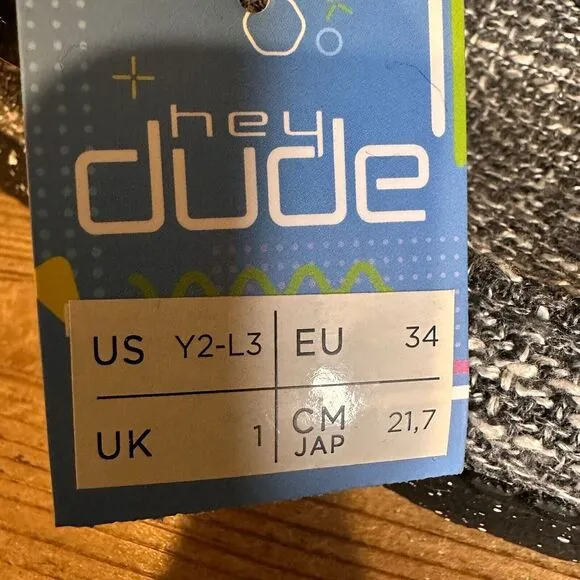 hey
dude
US Y2-L3 EU 34
UK 1 CM JAP 21,7